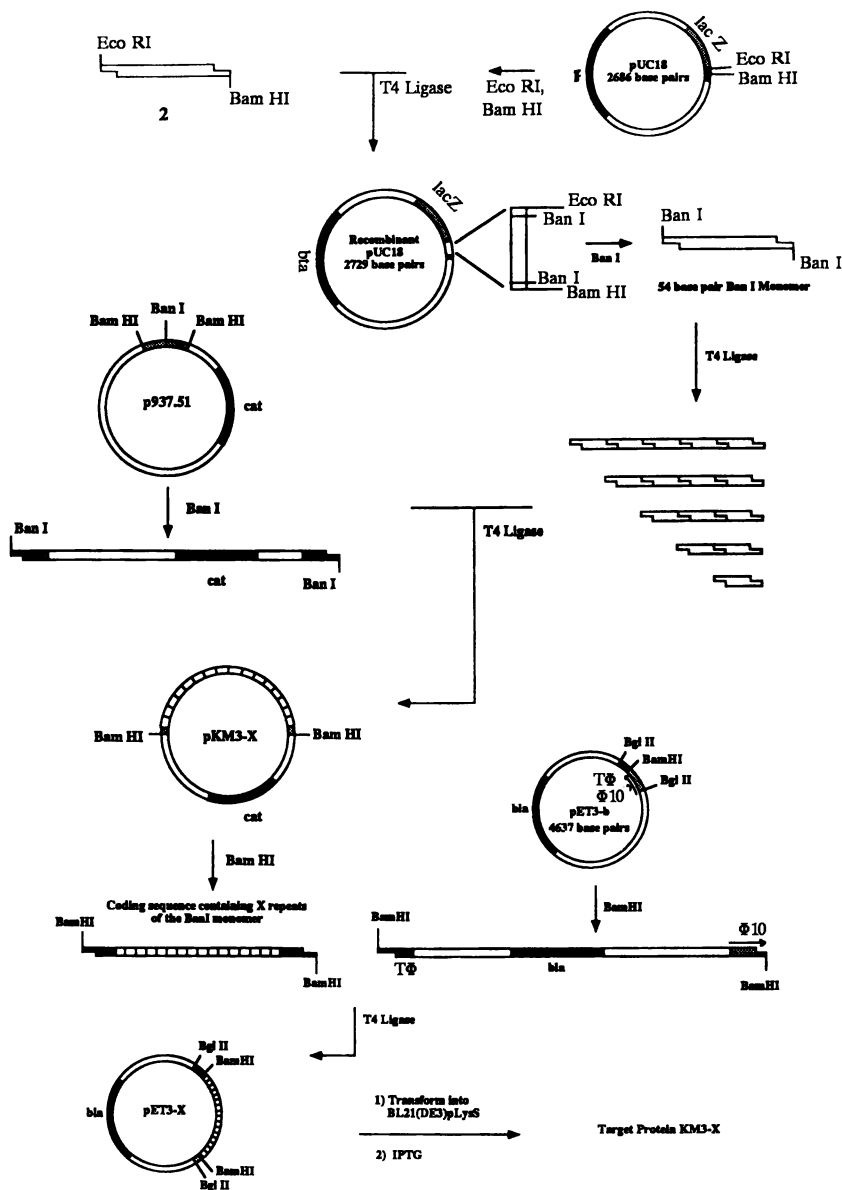 Eco RI
Bam HI
2
T4 Ligase
Eco RI,
Bam HI
lac Z
pUC18
2686 base pairs
Eco RI
Bam HI
lacZ
Recombinant
pUC18
2729 base pairs
bta
Eco RI
Ban I
Ban I
Bam HI
Ban I
Ban I
Ban I
54 base pair Ban I Monomer
T4 Ligase
Ban I
Bam HI
Bam HI
p937.51
cat
Ban I
Ban I
cat
Ban I
T4 Ligase
Bam HI
pKM3-X
Bam HI
cat
Bam HI
Bgl II
BamHI
Bgl II
TΦ
Φ10
bla
pET3-b
4637 base pairs
BamHI
Coding sequence containing X repeats
of the BanI monomer
BamHI
BamHI
BamHI
Φ10
TΦ
bla
BamHI
T4 Ligase
Bgl II
BamHI
bla
pET3-X
BamHI
Bgl II
1) Transform into
BL21(DE3)pLysS
2) IPTG
Target Protein KM3-X